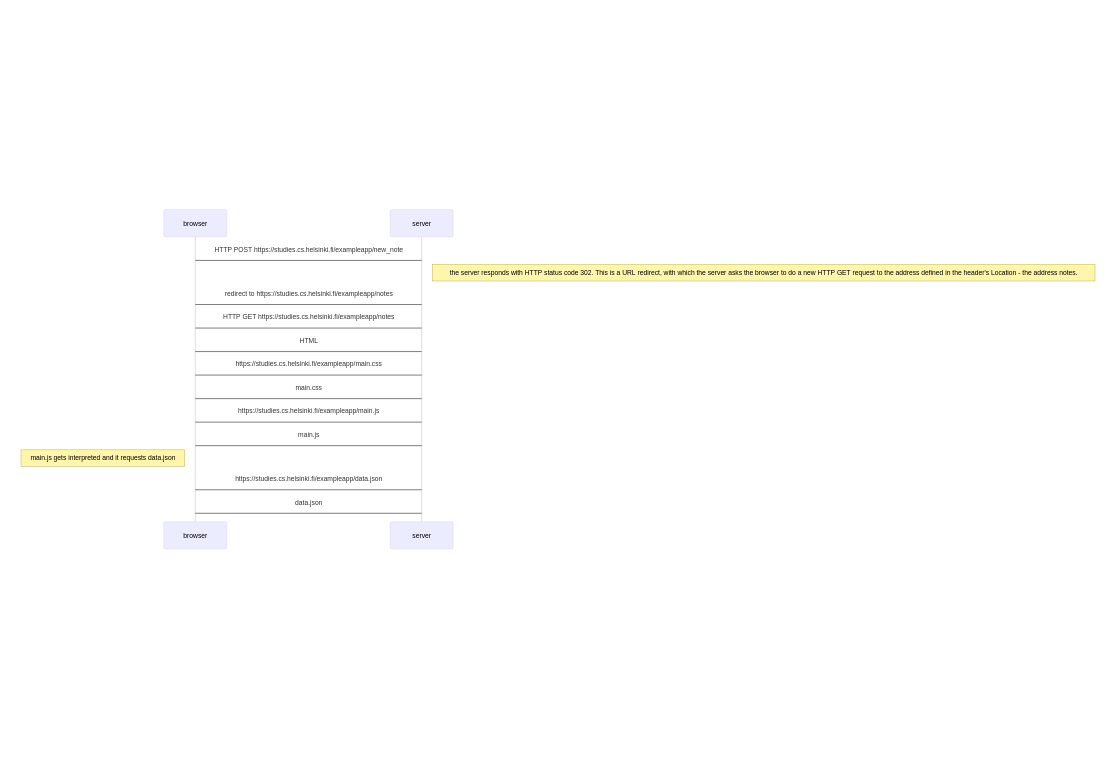 browser
server
HTTP POST https://studies.cs.helsinki.fi/exampleapp/new_note
the server responds with HTTP status code 302. This is a URL redirect, with which the server asks the browser to do a new HTTP GET request to the address defined in the header's Location - the address notes.
redirect to https://studies.cs.helsinki.fi/exampleapp/notes
HTTP GET https://studies.cs.helsinki.fi/exampleapp/notes
HTML
https://studies.cs.helsinki.fi/exampleapp/main.css
main.css
https://studies.cs.helsinki.fi/exampleapp/main.js
main.js
main.js gets interpreted and it requests data.json
https://studies.cs.helsinki.fi/exampleapp/data.json
data.json
browser
server